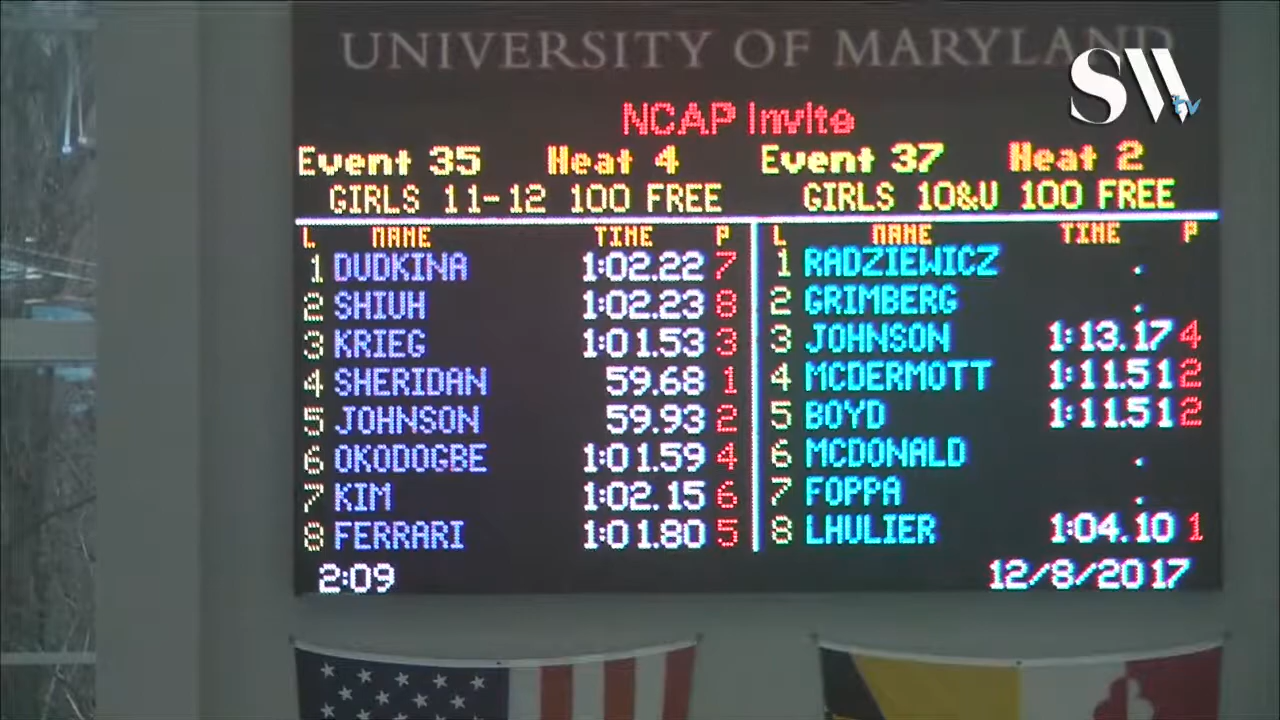 UNIVERSITY OF MARYLAND
SW tv
NCAP Invite
Event 35 Heat 4 Event 37 Heat 2
GIRLS 11-12 100 FREE GIRLS 10&U 100 FREE
L NAME TIME P L NAME TIME P
1 DUDKINA 1:02.22 7 1 RADZIEWICZ .
2 SHIUH 1:02.23 8 2 GRIMBERG .
3 KRIEG 1:01.53 3 3 JOHNSON 1:13.17 4
4 SHERIDAN 59.68 1 4 MCDERMOTT 1:11.51 2
5 JOHNSON 59.93 2 5 BOYD 1:11.51 2
6 OKODOGBE 1:01.59 4 6 MCDONALD .
7 KIM 1:02.15 6 7 FOPPA .
8 FERRARI 1:01.80 5 8 LHULIER 1:04.10 1
2:09 12/8/2017